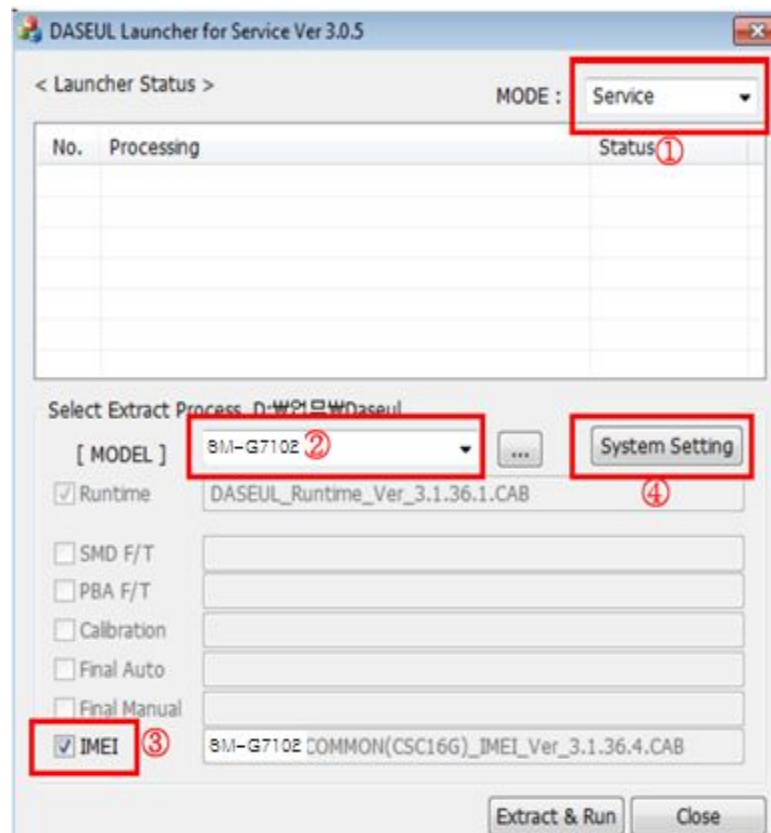 DASEUL Launcher for Service Ver 3.0.5
< Launcher Status >
MODE : Service
①
No. Processing Status
Select Extract Process D:₩업무₩Daseul
[ MODEL ] SM-G7102 ② ... System Setting
④
Runtime DASEUL_Runtime_Ver_3.1.36.1.CAB
SMD F/T
PBA F/T
Calibration
Final Auto
Final Manual
IMEI ③ SM-G7102 COMMON(CSC16G)_IMEI_Ver_3.1.36.4.CAB
Extract & Run Close